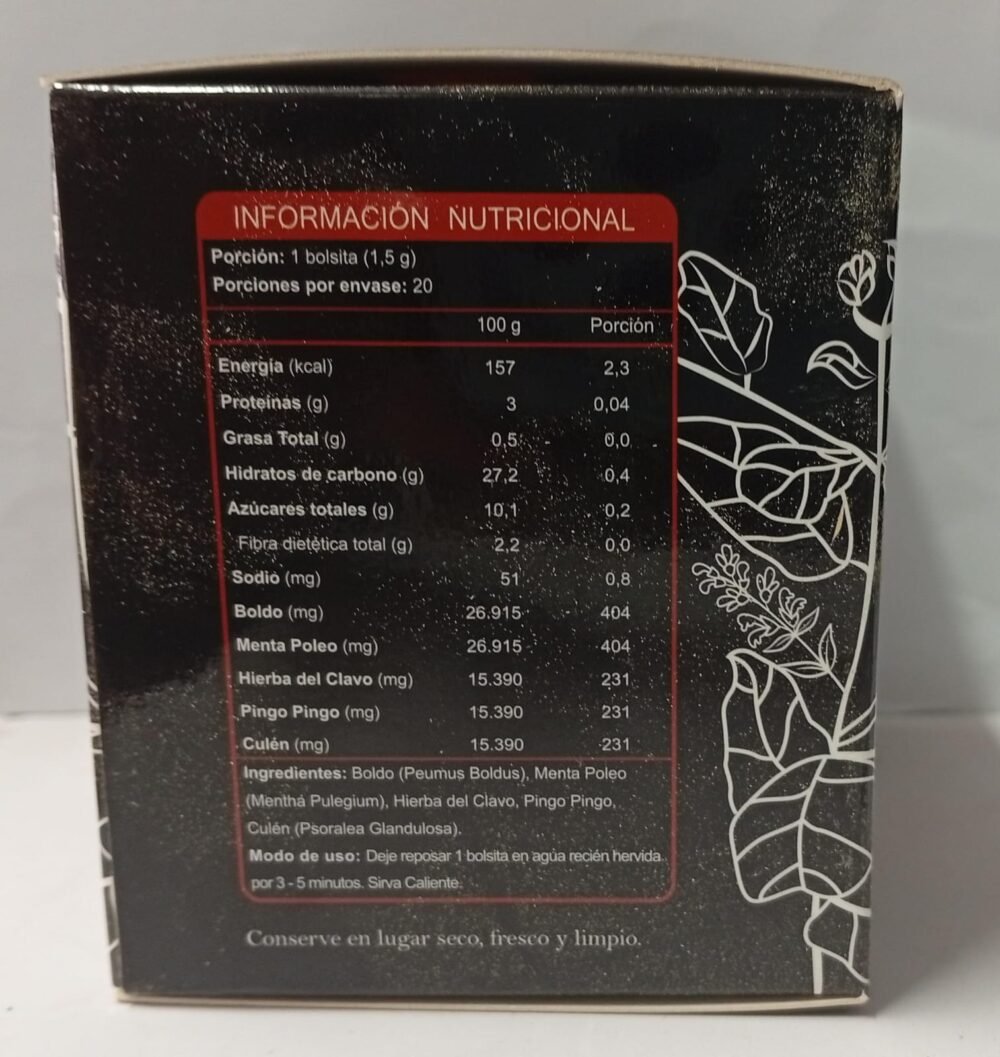 INFORMACIÓN NUTRICIONAL
Porción: 1 bolsita (1,5 g)
Porciones por envase: 20
100 g Porción
Energía (kcal) 157 2,3
Proteínas (g) 3 0,04
Grasa Total (g) 0,5 0,0
Hidratos de carbono (g) 27,2 0,4
Azúcares totales (g) 10,1 0,2
Fibra dietética total (g) 2,2 0,0
Sodio (mg) 51 0,8
Boldo (mg) 26.915 404
Menta Poleo (mg) 26.915 404
Hierba del Clavo (mg) 15.390 231
Pingo Pingo (mg) 15.390 231
Culén (mg) 15.390 231
Ingredientes: Boldo (Peumus Boldus), Menta Poleo
(Mentha Pulegium), Hierba del Clavo, Pingo Pingo,
Culén (Psoralea Glandulosa).
Modo de uso: Deje reposar 1 bolsita en agua recién hervida
por 3 - 5 minutos. Sirva Caliente.
Conserve en lugar seco, fresco y limpio.